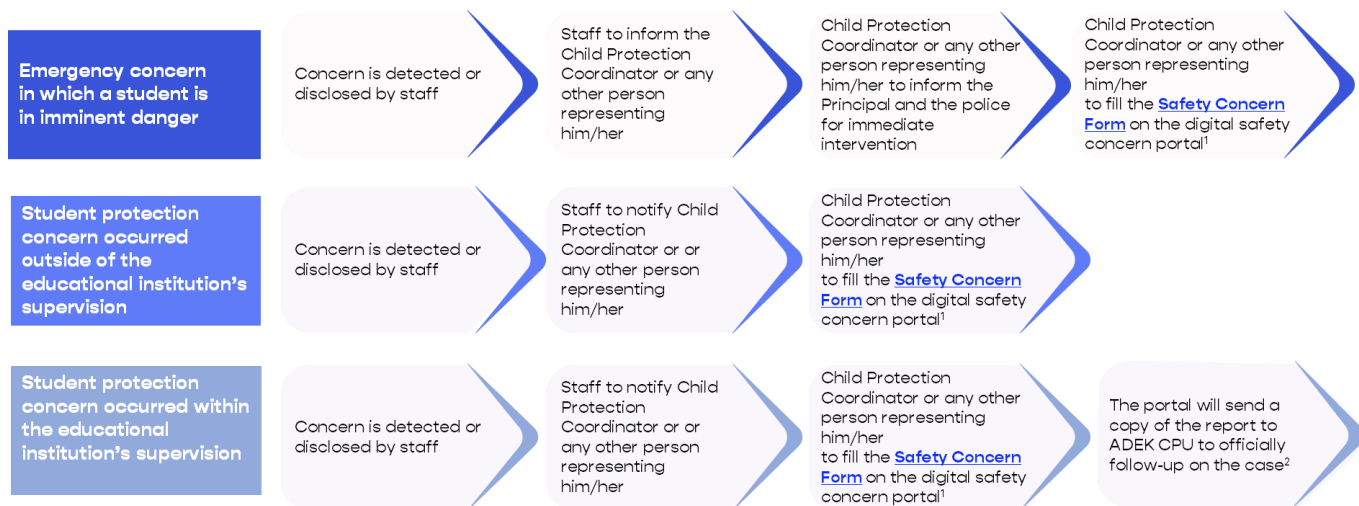 Emergency concern
in which a student is
in imminent danger
Concern is detected or
disclosed by staff
Staff to inform the
Child Protection
Coordinator or any
other person
representing
him/her
Child Protection
Coordinator or any other
person representing
him/her to inform the
Principal and the police
for immediate
intervention
Child Protection
Coordinator or any other
person representing
him/her
to fill the Safety Concern
Form on the digital safety
concern portal¹
Student protection
concern occurred
outside of the
educational institution's
supervision
Concern is detected or
disclosed by staff
Staff to notify Child
Protection
Coordinator or or
any other person
representing
him/her
Child Protection
Coordinator or any other
person representing
him/her
to fill the Safety Concern
Form on the digital safety
concern portal¹
Student protection
concern occurred within
the educational
institution's supervision
Concern is detected or
disclosed by staff
Staff to notify Child
Protection
Coordinator or or
any other person
representing
him/her
Child Protection
Coordinator or any other
person representing
him/her
to fill the Safety Concern
Form on the digital safety
concern portal¹
The portal will send a
copy of the report to
ADEK CPU to officially
follow-up on the case²